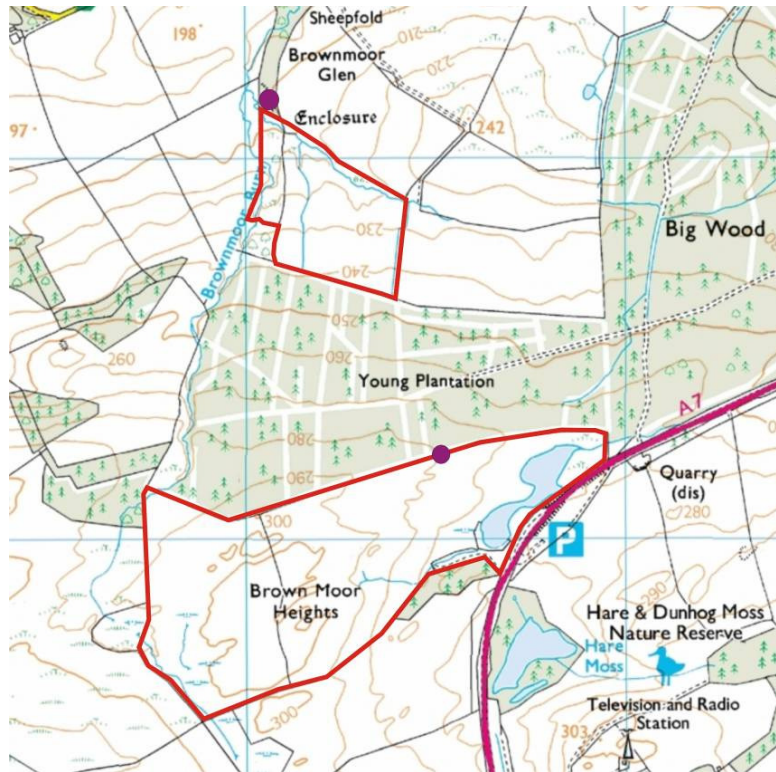 Sheepfold
198
Brownmoor
Glen
210
220
Enclosure
97
242
Brownmoor Burn
230
240
Big Wood
250
260
260
Young Plantation
A7
280
290
Quarry
(dis)
280
300
P
Brown Moor
Heights
290
Hare & Dunhog Moss
Nature Reserve
Hare
Moss
300
Television and Radio
Station
303